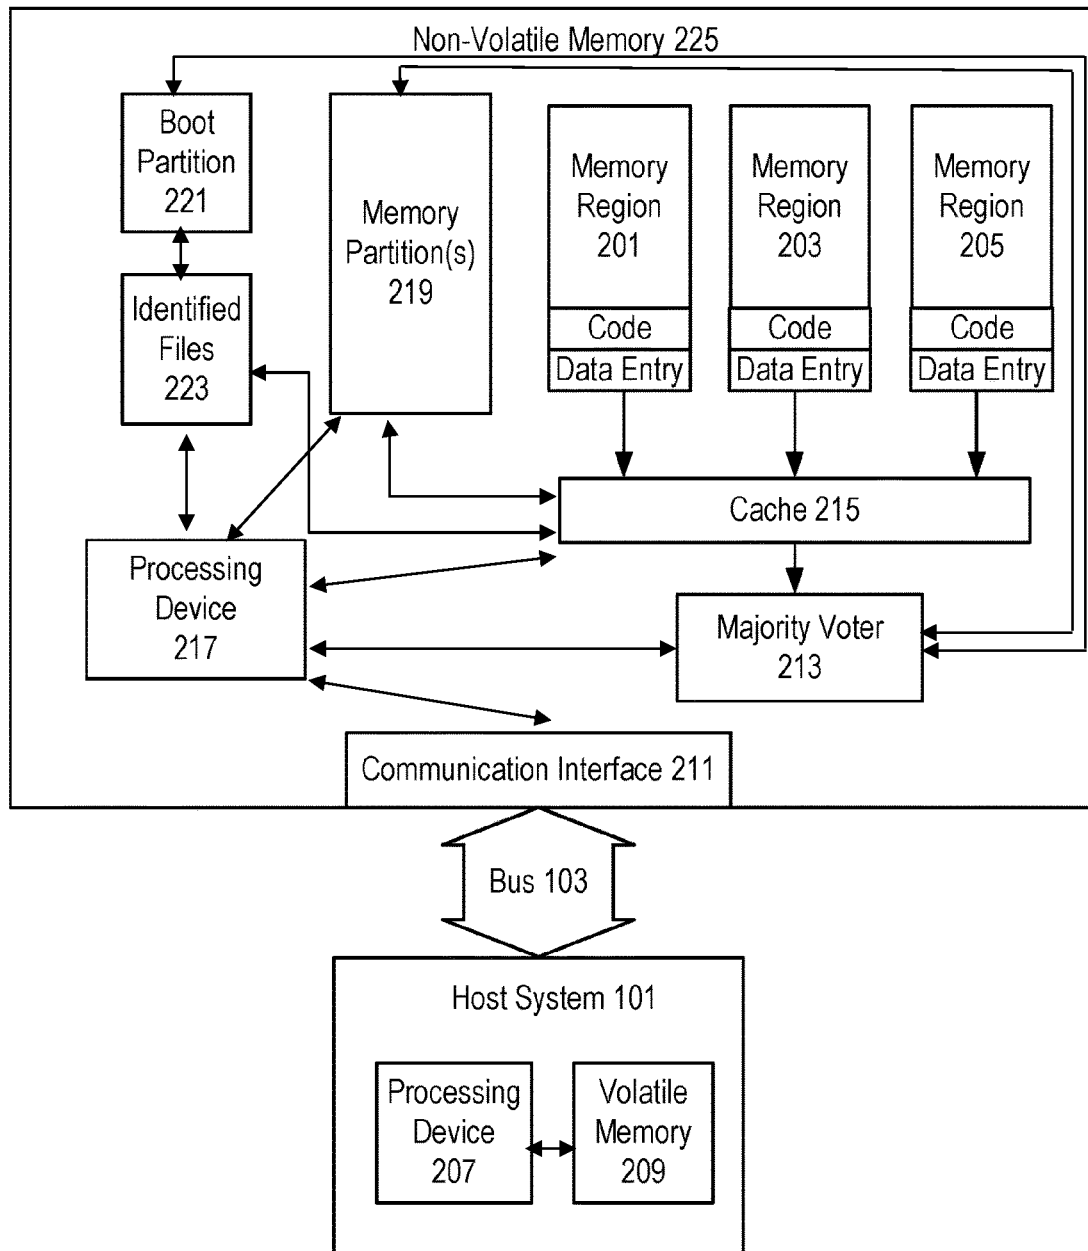 Non-Volatile Memory 225
Boot
Partition
221
Identified
Files
223
Memory
Partition(s)
219
Memory
Region
201
Code
Data Entry
Memory
Region
203
Code
Data Entry
Memory
Region
205
Code
Data Entry
Cache 215
Processing
Device
217
Majority Voter
213
Communication Interface 211
Bus 103
Host System 101
Processing
Device
207
Volatile
Memory
209